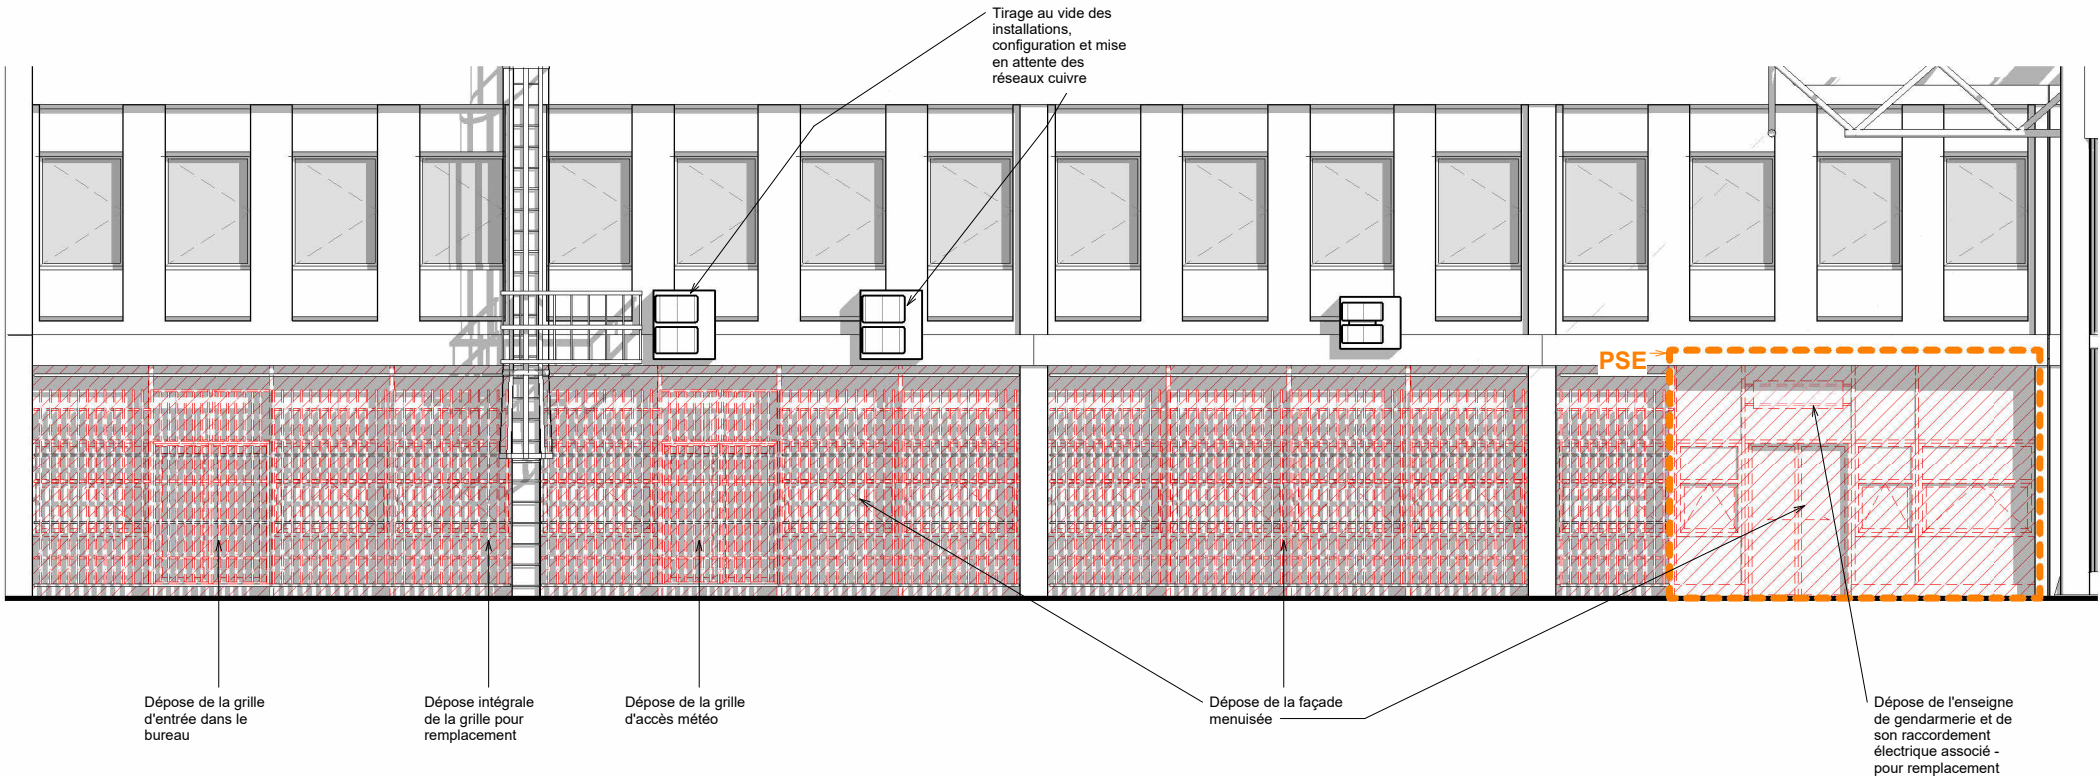 Tirage au vide des
installations,
configuration et mise
en attente des
réseaux cuivre
PSE
Dépose de la grille
d'entrée dans le
bureau
Dépose intégrale
de la grille pour
remplacement
Dépose de la grille
d'accès météo
Dépose de la façade
menuisée
Dépose de l'enseigne
de gendarmerie et de
son raccordement
électrique associé -
pour remplacement